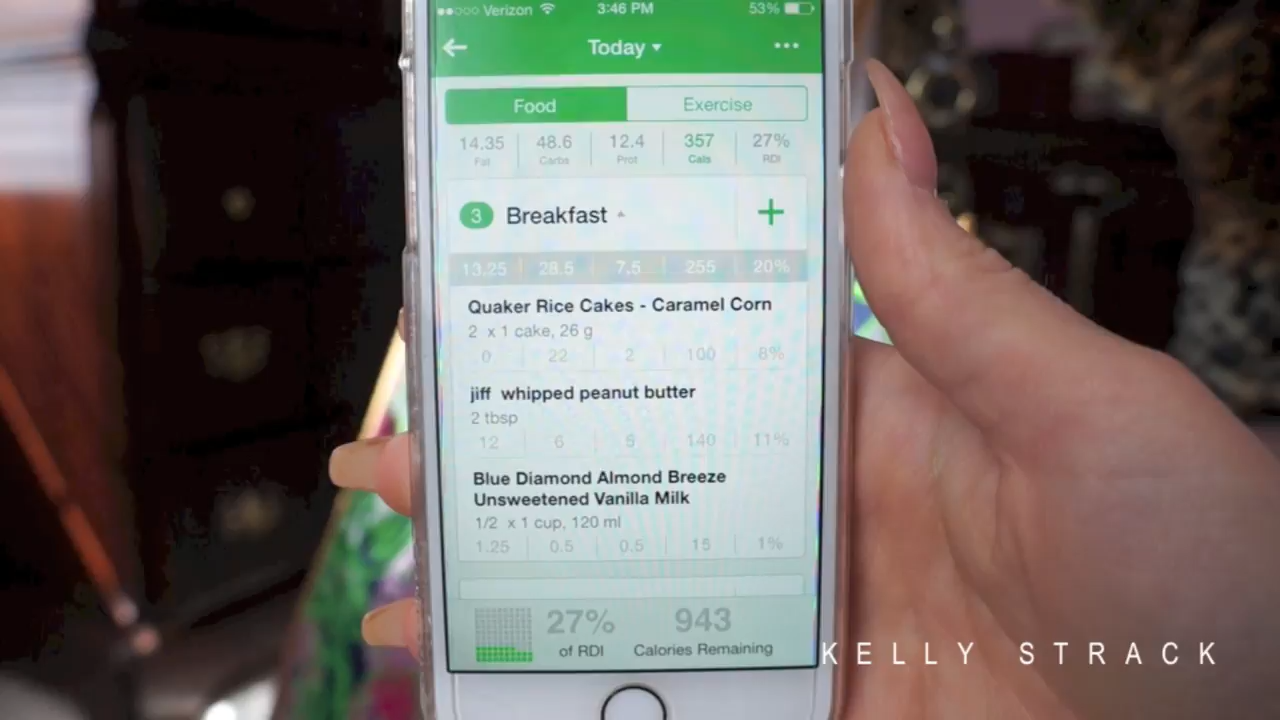 Verizon 3:46 PM 53%
Today
Food Exercise
14.35 48.6 12.4 357 27%
Fat Carbs Prot Cals RDI
3 Breakfast
13.25 28.5 7.5 255 20%
Quaker Rice Cakes - Caramel Corn
2 x 1 cake, 26 g
0 22 2 100 8%
jiff whipped peanut butter
2 tbsp
12 6 5 140 11%
Blue Diamond Almond Breeze
Unsweetened Vanilla Milk
1/2 x 1 cup, 120 ml
1.25 0.5 0.5 15 1%
27% 943
of RDI Calories Remaining
KELLY STRACK